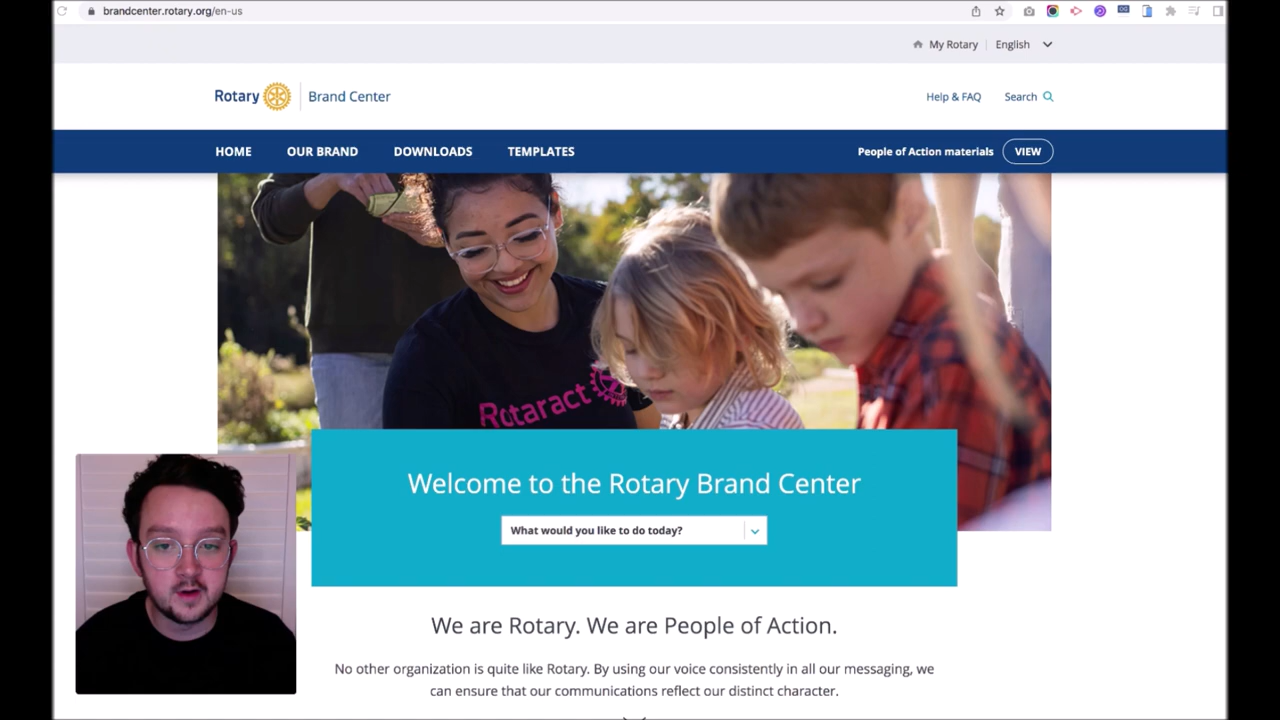 brandcenter.rotary.org/en-us
My Rotary
English
Rotary
Brand Center
Help & FAQ
Search
HOME
OUR BRAND
DOWNLOADS
TEMPLATES
People of Action materials
VIEW
Rotaract
Welcome to the Rotary Brand Center
What would you like to do today?
We are Rotary. We are People of Action.
No other organization is quite like Rotary. By using our voice consistently in all our messaging, we
can ensure that our communications reflect our distinct character.